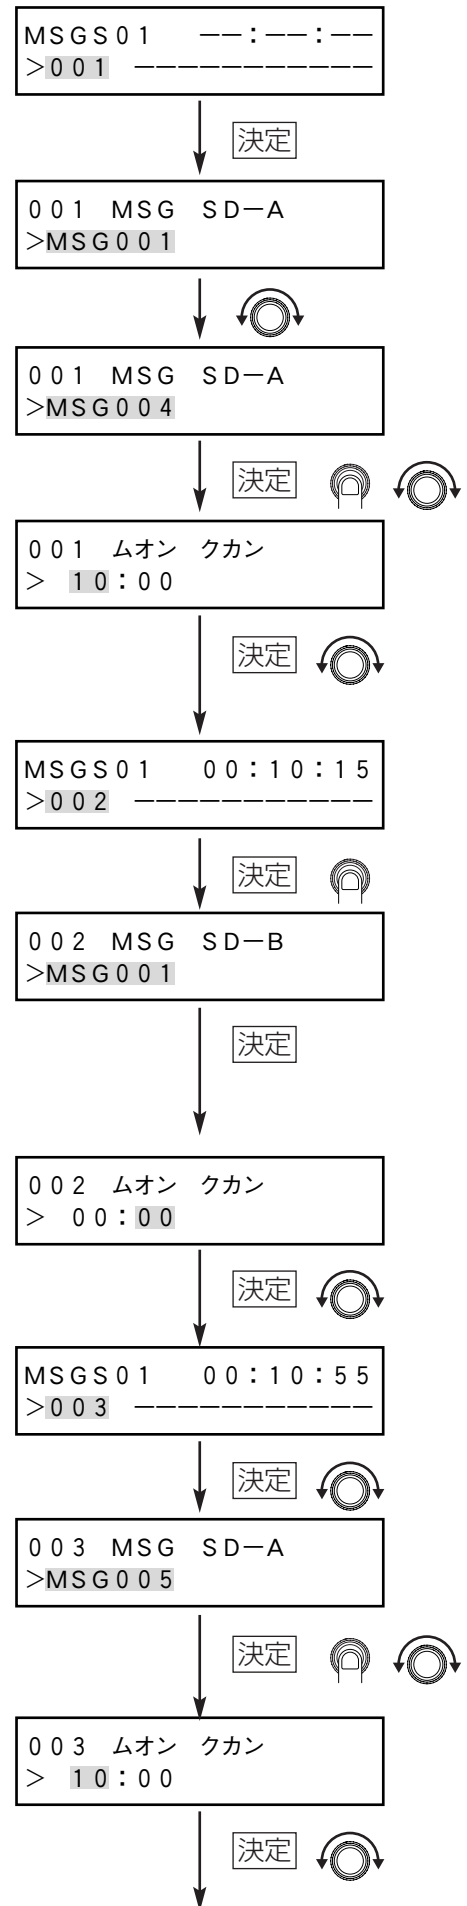 MSGS01 −−:−−:−−
>001 −−−−−−−−−−−
決定
001 MSG SD−A
>MSG001
001 MSG SD−A
>MSG004
決定
001 ムオン クカン
> 10:00
決定
MSGS01 00:10:15
>002 −−−−−−−−−−−
決定
002 MSG SD−B
>MSG001
決定
002 ムオン クカン
> 00:00
決定
MSGS01 00:10:55
>003 −−−−−−−−−−−
決定
003 MSG SD−A
>MSG005
決定
003 ムオン クカン
> 10:00
決定